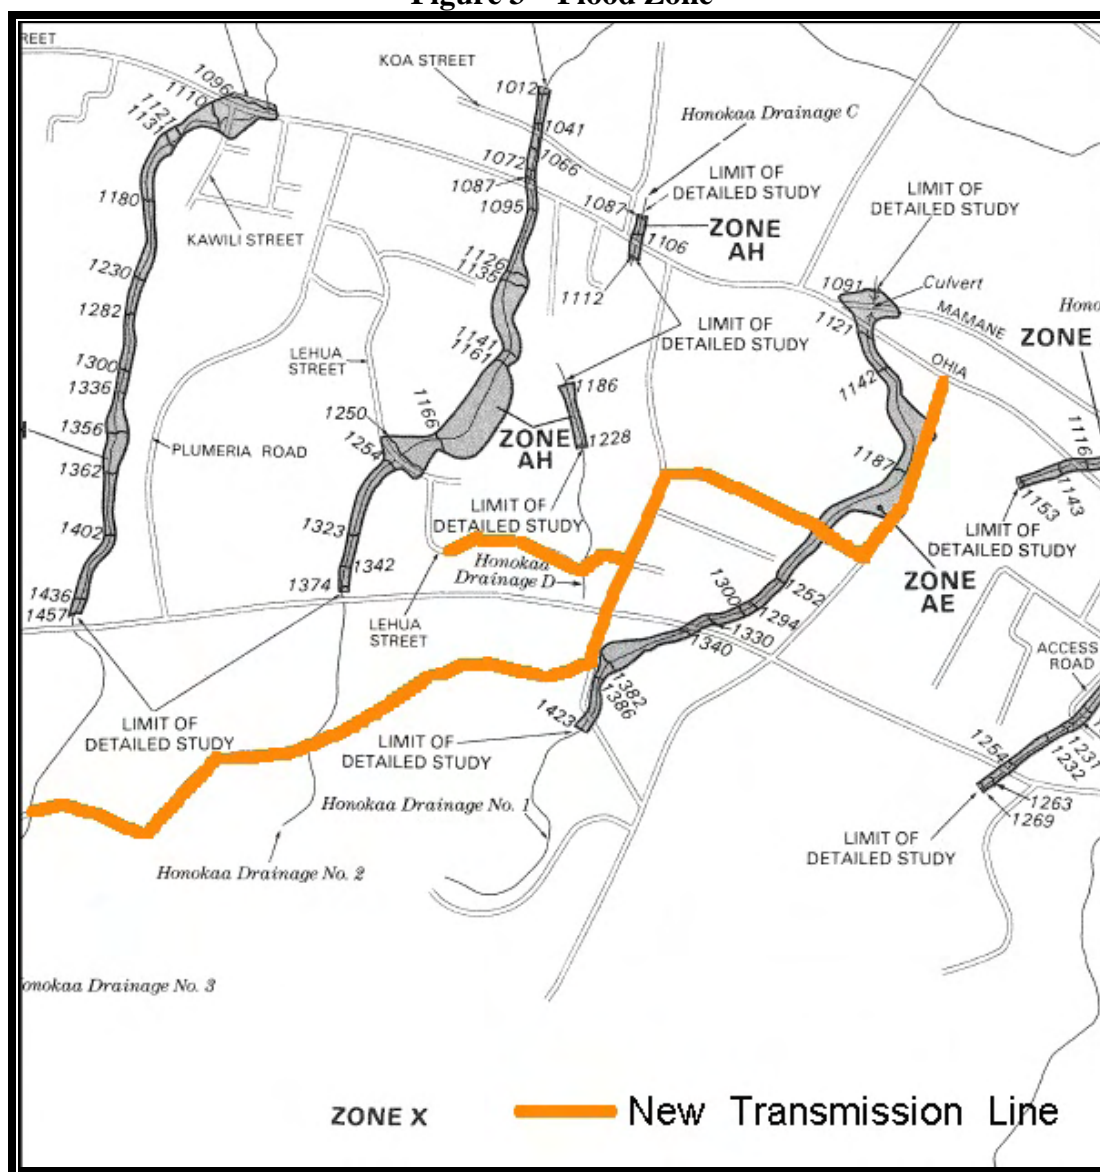 Figure 3 – Flood Zone
REET
KOA STREET
1096
1110
1121
1131
1012
1041
1066
1072
1087
1095
Honokaa Drainage C
LIMIT OF
DETAILED STUDY
1087
ZONE
AH
1106
1112
LIMIT OF
DETAILED STUDY
1180
KAWILI STREET
1230
1282
1126
1135
1091
Culvert
MAMANE
Hono
ZONE
1121
OHIA
LIMIT OF
DETAILED STUDY
1300
1336
LEHUA
STREET
1141
1161
1142
1186
1166
1250
1254
ZONE
AH
1228
1356
1362
PLUMERIA ROAD
1187
1116
1143
1153
LIMIT OF
DETAILED STUDY
LIMIT OF
DETAILED STUDY
1402
1323
1342
1374
Honokaa
Drainage D
ZONE
AE
1436
1457
LEHUA
STREET
1300
1252
1294
1330
1340
ACCESS
ROAD
1382
1386
1423
LIMIT OF
DETAILED STUDY
LIMIT OF
DETAILED STUDY
1254
1231
1232
1263
1269
Honokaa Drainage No. 1
LIMIT OF
DETAILED STUDY
Honokaa Drainage No. 2
onokaa Drainage No. 3
ZONE X
New Transmission Line